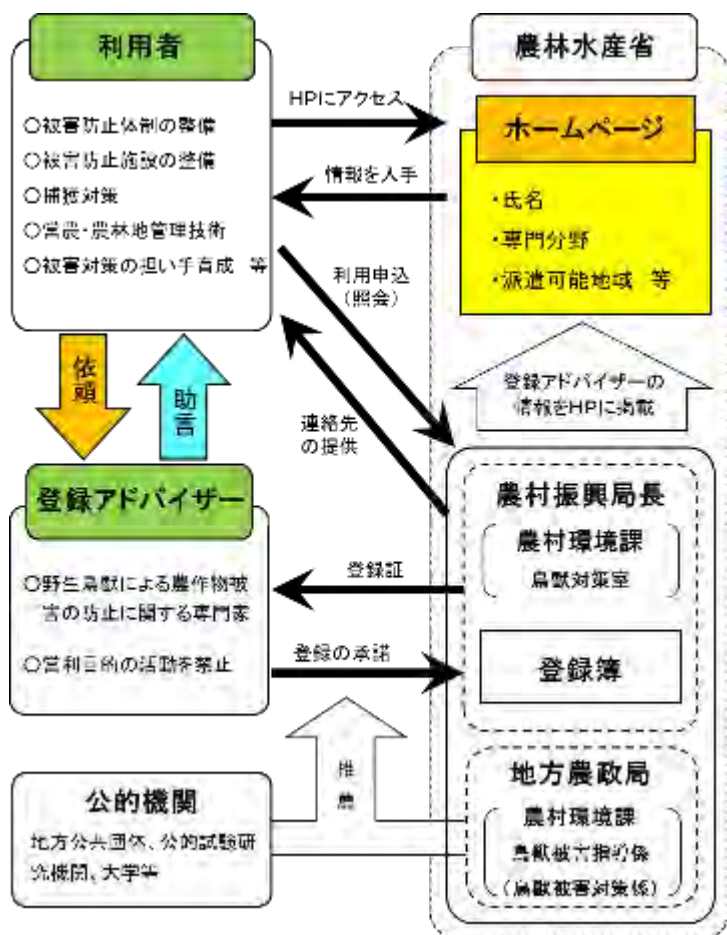 利用者
○被害防止体制の整備
○被害防止施設の整備
○捕獲対策
○営農・農林地管理技術
○被害対策の担い手育成 等
HPにアクセス
情報を入手
利用申込
(照会)
連絡先
の提供
依頼
助言
農林水産省
ホームページ
・氏名
・専門分野
・派遣可能地域 等
登録アドバイザーの
情報をHPに掲載
登録アドバイザー
○野生鳥獣による農作物被
害の防止に関する専門家
○営利目的の活動を禁止
登録証
登録の承諾
農村振興局長
農村環境課
鳥獣対策室
登録簿
推薦
公的機関
地方公共団体、公的試験研
究機関、大学等
地方農政局
農村環境課
鳥獣被害指導係
(鳥獣被害対策係)